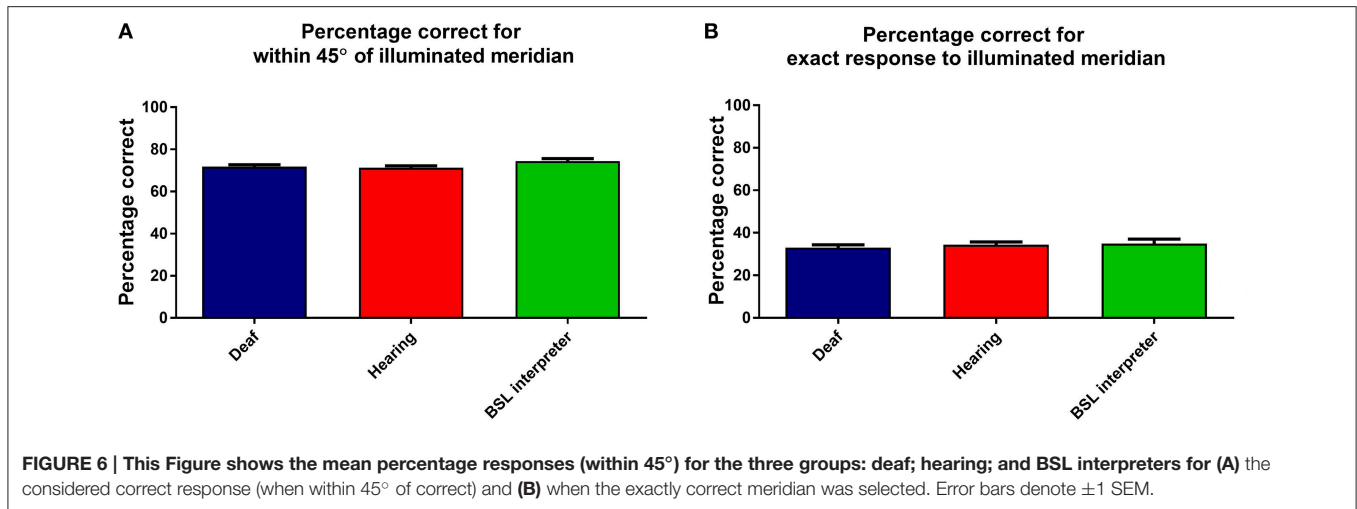 A
Percentage correct for
within 45° of illuminated meridian
Percentage correct
100
80
60
40
20
0
Deaf
Hearing
BSL interpreter
B
Percentage correct for
exact response to illuminated meridian
Percentage correct
100
80
60
40
20
0
Deaf
Hearing
BSL interpreter
FIGURE 6 | This Figure shows the mean percentage responses (within 45°) for the three groups: deaf; hearing; and BSL interpreters for (A) the
considered correct response (when within 45° of correct) and (B) when the exactly correct meridian was selected. Error bars denote ±1 SEM.